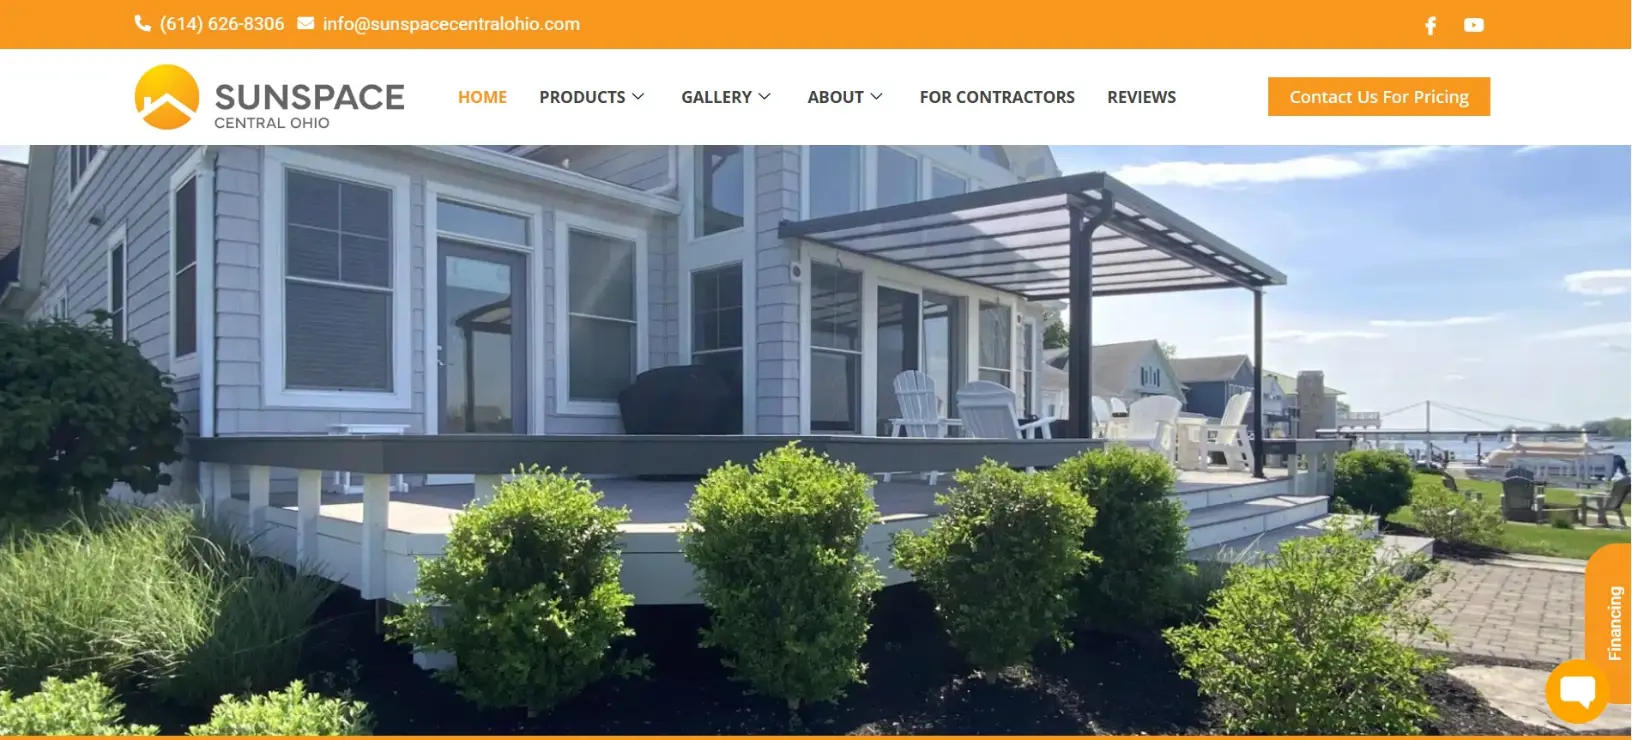 (614) 626-8306 info@sunspacecentralohio.com
SUNSPACE
CENTRAL OHIO
HOME PRODUCTS GALLERY ABOUT FOR CONTRACTORS REVIEWS
Contact Us For Pricing
Financing